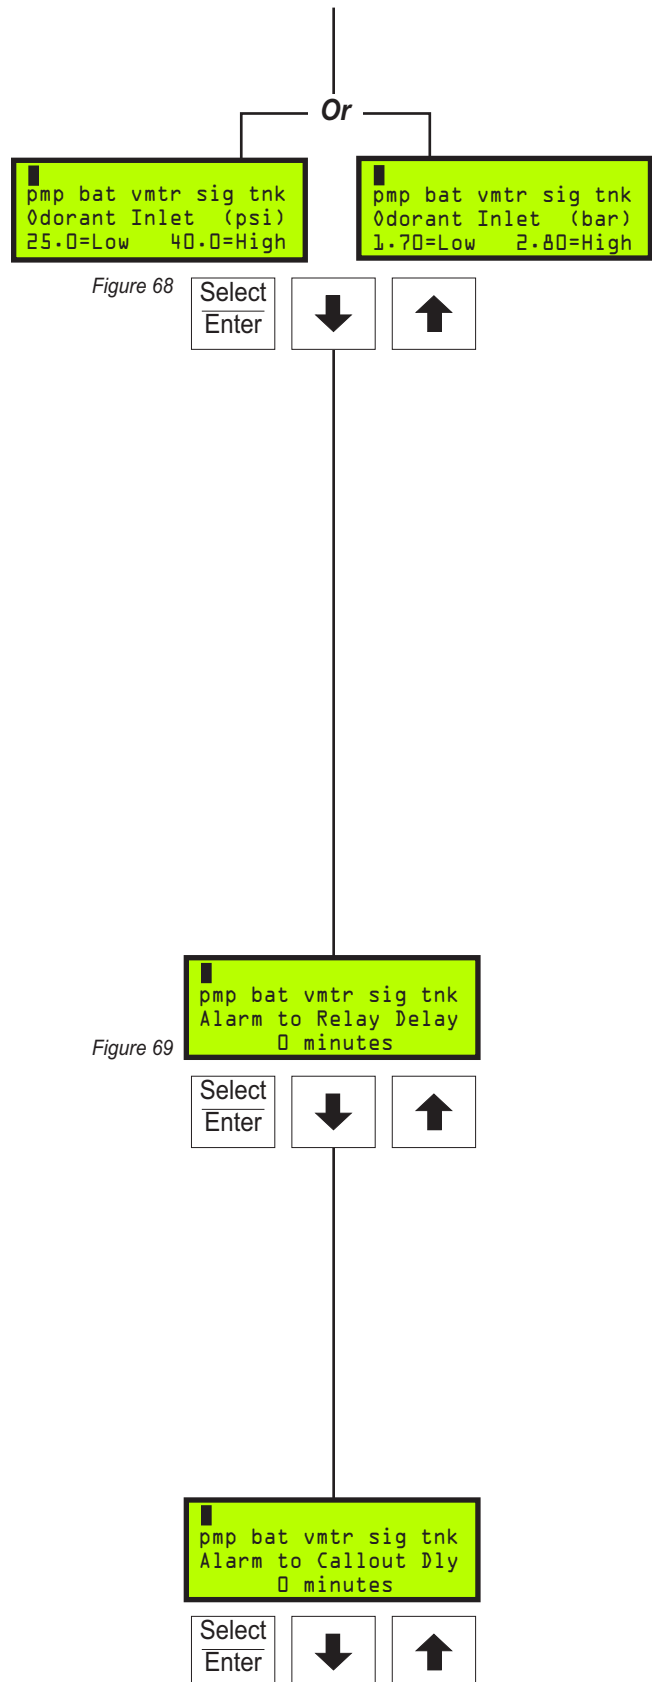 Or
pmp bat vmtr sig tnk
Odorant Inlet (psi)
25.0=Low 40.0=High
pmp bat vmtr sig tnk
Odorant Inlet (bar)
1.70=Low 2.80=High
Figure 68
Select
Enter
pmp bat vmtr sig tnk
Alarm to Relay Delay
0 minutes
Figure 69
Select
Enter
pmp bat vmtr sig tnk
Alarm to Callout Dly
0 minutes
Select
Enter